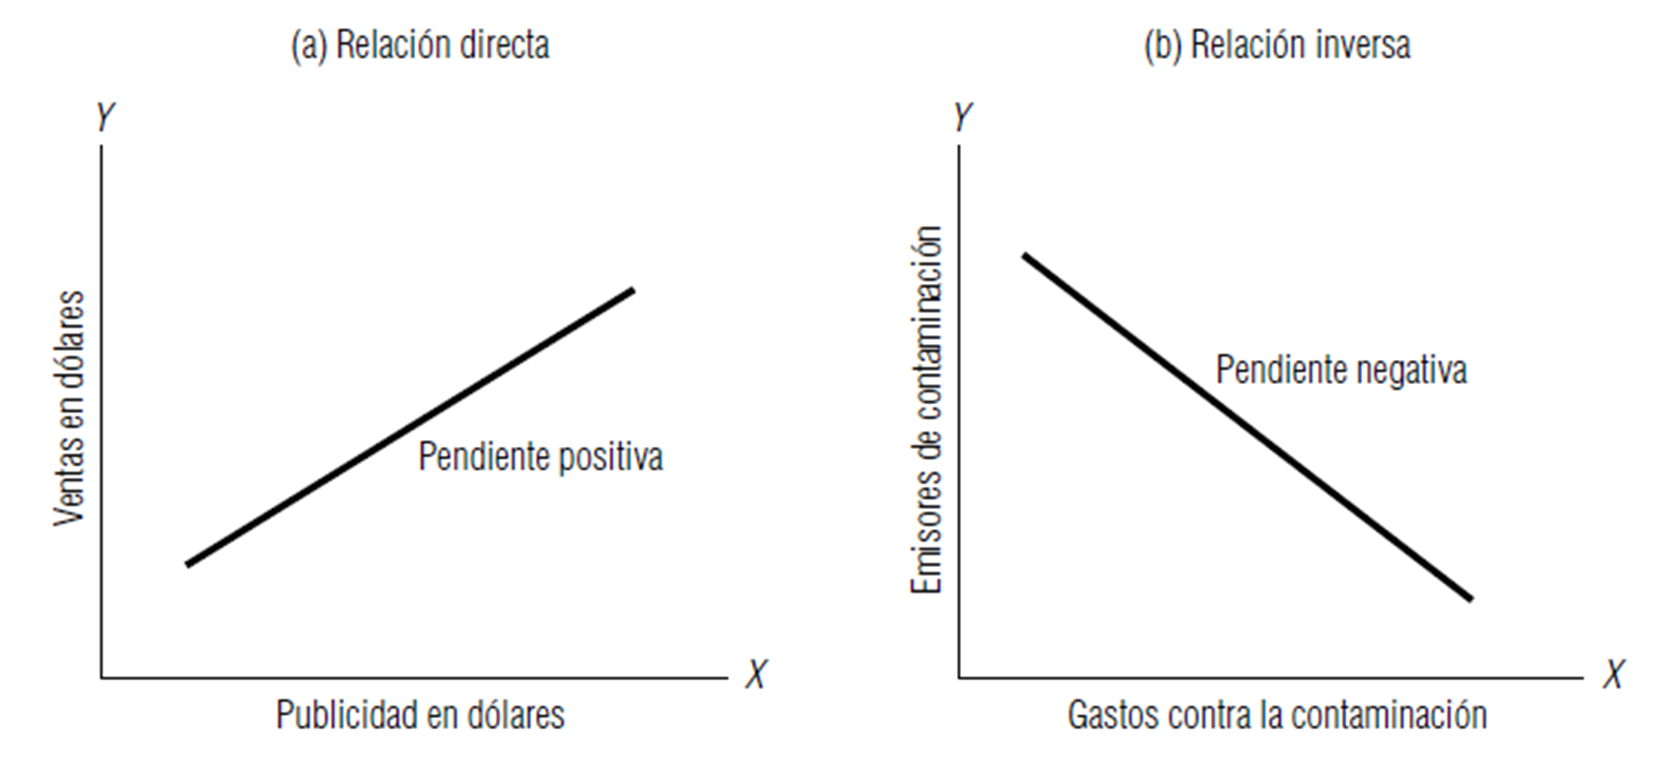 (a) Relación directa
Y
Ventas en dólares
Pendiente positiva
X
Publicidad en dólares
(b) Relación inversa
Y
Emisores de contaminación
Pendiente negativa
X
Gastos contra la contaminación